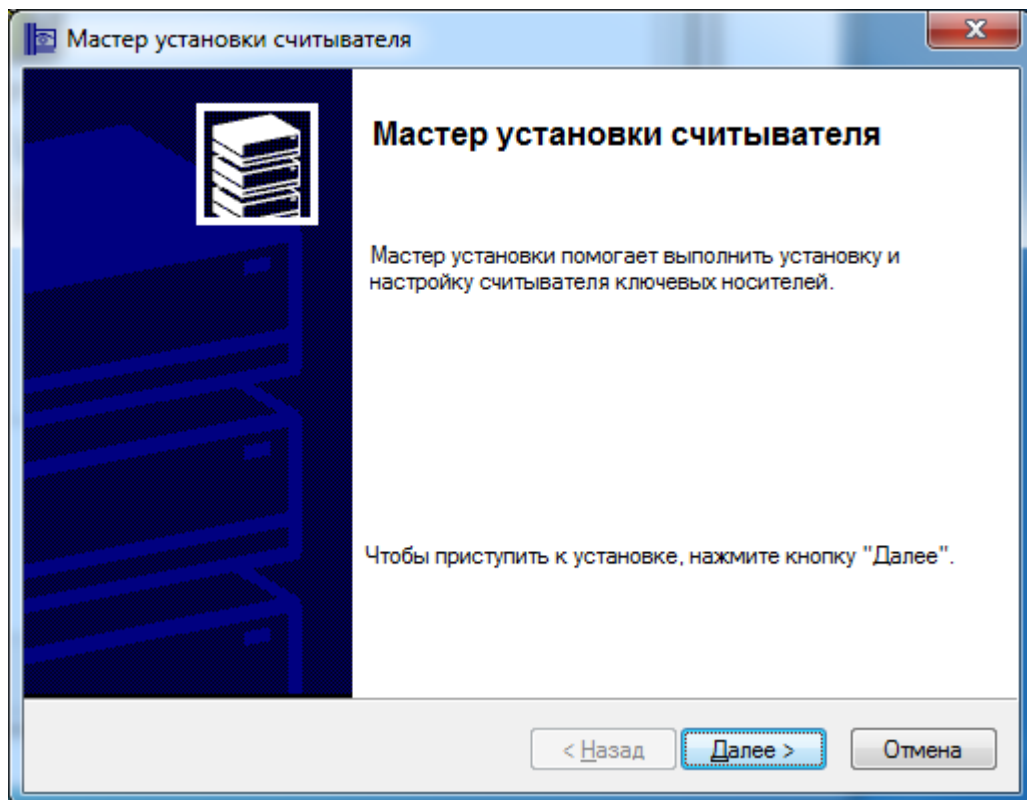 Мастер установки считывателя
Мастер установки считывателя
Мастер установки помогает выполнить установку и
настройку считывателя ключевых носителей.
Чтобы приступить к установке, нажмите кнопку "Далее".
< Назад
Далее >
Отмена